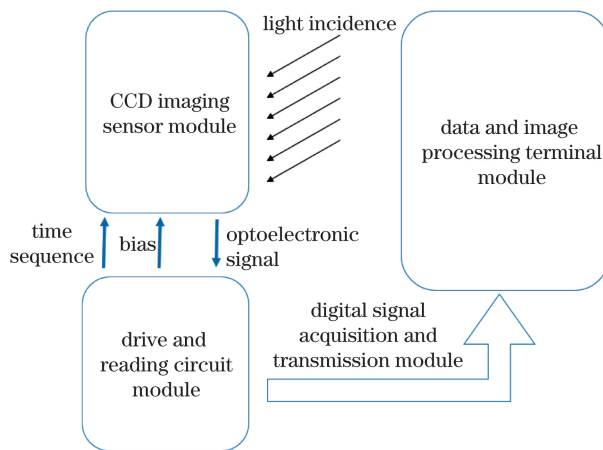 light incidence
CCD imaging
sensor module
data and image
processing terminal
module
time
sequence
bias
optoelectronic
signal
drive and
reading circuit
module
digital signal
acquisition and
transmission module